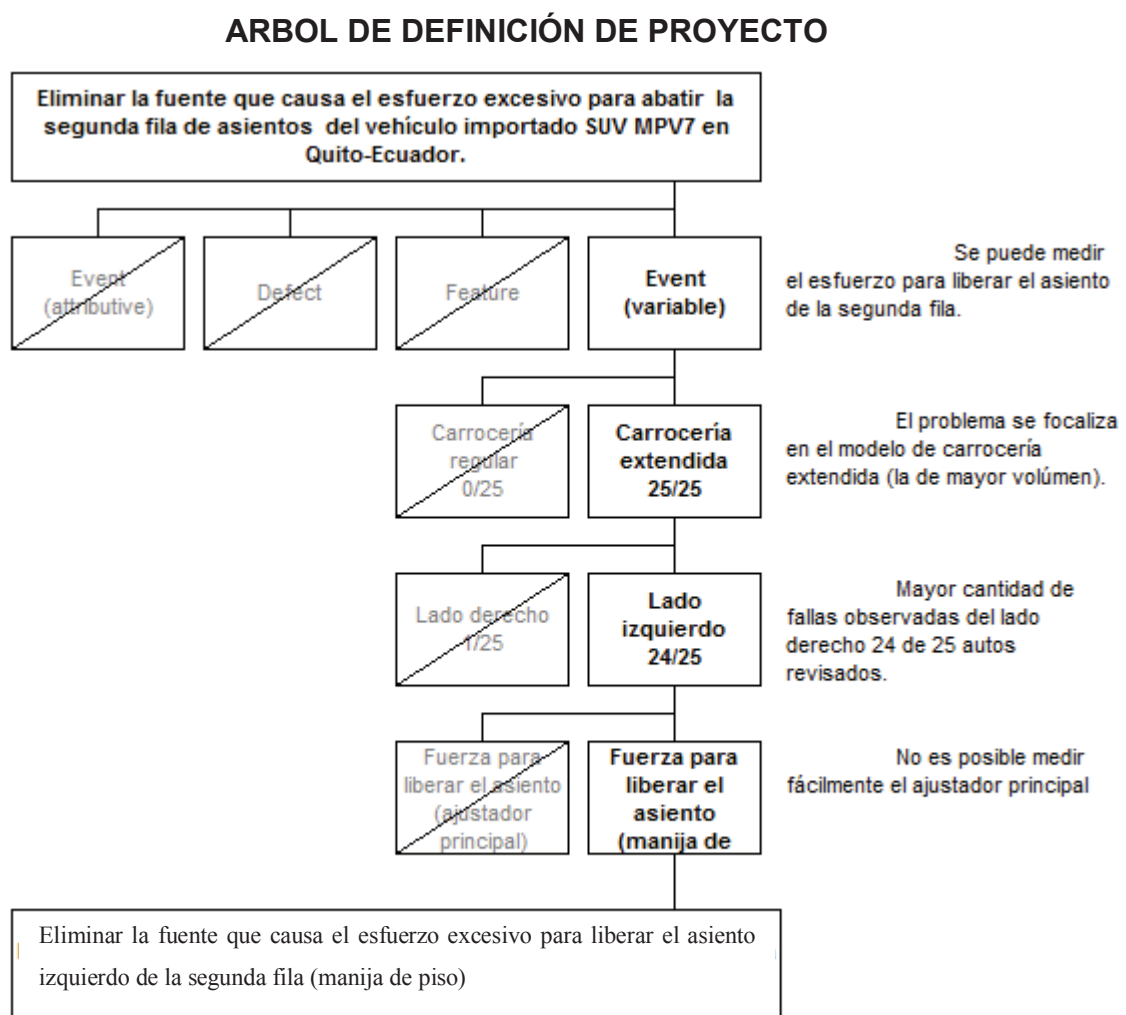 ARBOL DE DEFINICIÓN DE PROYECTO
Eliminar la fuente que causa el esfuerzo excesivo para abatir la
segunda fila de asientos del vehículo importado SUV MPV7 en
Quito-Ecuador.
Event
(attributive)
Defect
Feature
Event
(variable)
Se puede medir
el esfuerzo para liberar el asiento
de la segunda fila.
Carrocería
regular
0/25
Carrocería
extendida
25/25
El problema se focaliza
en el modelo de carrocería
extendida (la de mayor volúmen).
Lado derecho
1/25
Lado
izquierdo
24/25
Mayor cantidad de
fallas observadas del lado
derecho 24 de 25 autos
revisados.
Fuerza para
liberar el asiento
(ajustador
principal)
Fuerza para
liberar el
asiento
(manija de
No es posible medir
fácilmente el ajustador principal
Eliminar la fuente que causa el esfuerzo excesivo para liberar el asiento
izquierdo de la segunda fila (manija de piso)